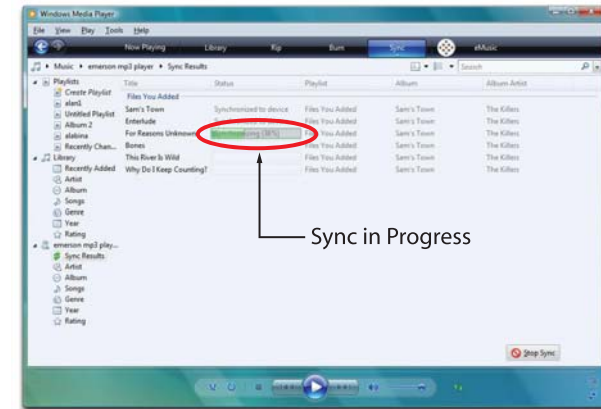 Windows Media Player
File View Play Tools Help
Now Playing Library Rip Burn Sync eMusic
Music emerson mp3 player Sync Results Search
Playlists Title Status Playlist Album Album Artist
Create Playlist Files You Added
alan1 Sam's Town Synchronized to device Files You Added Sam's Town The Killers
Untitled Playlist Enterlude Files You Added Sam's Town The Killers
Album 2 For Reasons Unknown Files You Added Sam's Town The Killers
alabina Bones Files You Added Sam's Town The Killers
Recently Chan... This River Is Wild Files You Added Sam's Town The Killers
Library Why Do I Keep Counting? Files You Added Sam's Town The Killers
Recently Added
Artist
Album
Songs
Genre
Year
Rating
emerson mp3 play...
Sync Results
Artist
Album
Songs
Genre
Year
Rating
Sync in Progress
Stop Sync